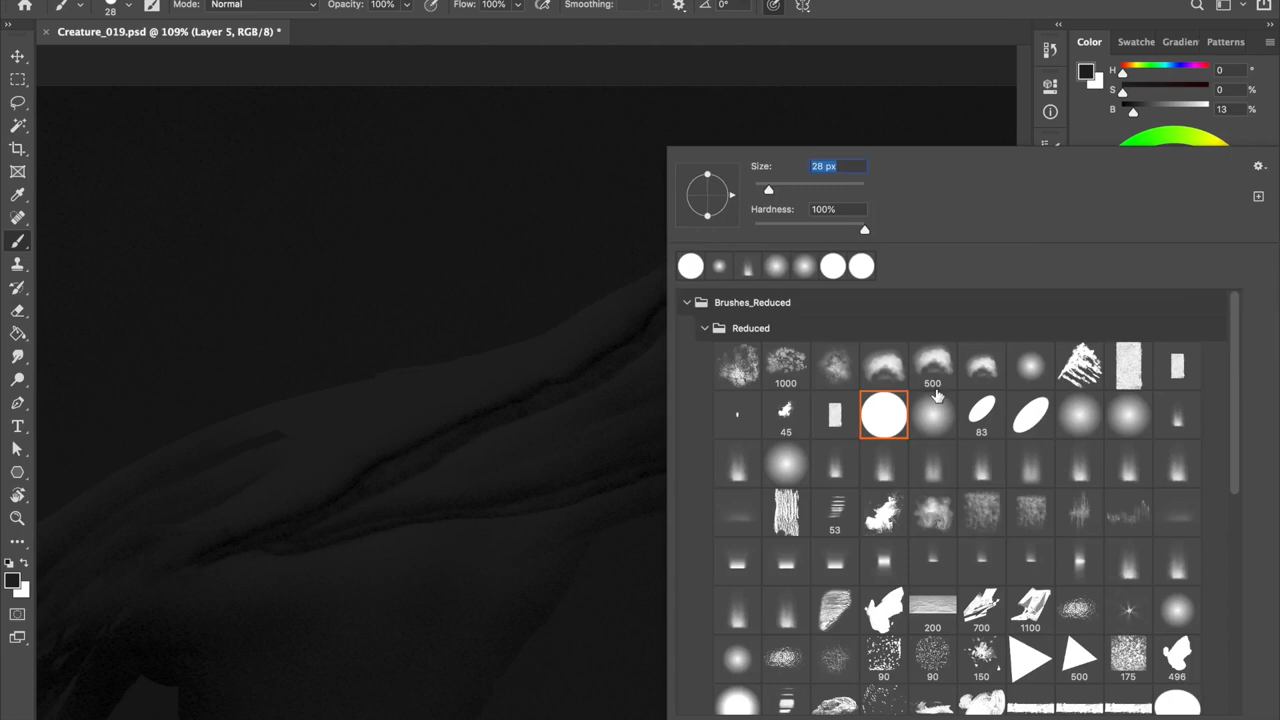 28
Mode:
Normal
Opacity:
100%
Flow:
100%
Smoothing:
0°
Creature_019.psd @ 109% (Layer 5, RGB/8) *
Color
Swatche
Gradien
Patterns
H
0
°
S
0
%
B
13
%
Size:
28 px
Hardness:
100%
Brushes_Reduced
Reduced
1000
500
45
83
53
200
700
1100
90
90
150
500
175
496